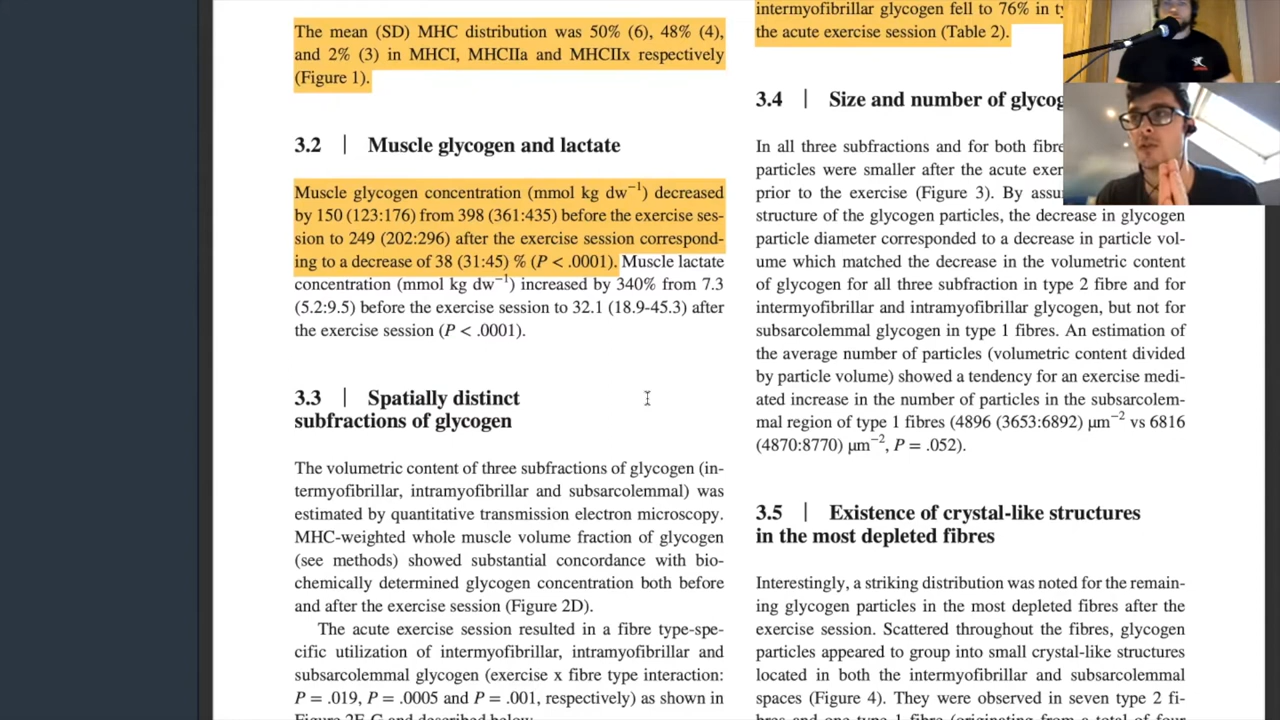 The mean (SD) MHC distribution was 50% (6), 48% (4),
and 2% (3) in MHCI, MHCIIa and MHCIIx respectively
(Figure 1).
3.2 | Muscle glycogen and lactate
Muscle glycogen concentration (mmol kg dw⁻¹) decreased
by 150 (123:176) from 398 (361:435) before the exercise ses-
sion to 249 (202:296) after the exercise session correspond-
ing to a decrease of 38 (31:45) % (P < .0001). Muscle lactate
concentration (mmol kg dw⁻¹) increased by 340% from 7.3
(5.2:9.5) before the exercise session to 32.1 (18.9-45.3) after
the exercise session (P < .0001).
3.3 | Spatially distinct
subfractions of glycogen
The volumetric content of three subfractions of glycogen (in-
termyofibrillar, intramyofibrillar and subsarcolemmal) was
estimated by quantitative transmission electron microscopy.
MHC-weighted whole muscle volume fraction of glycogen
(see methods) showed substantial concordance with bio-
chemically determined glycogen concentration both before
and after the exercise session (Figure 2D).
The acute exercise session resulted in a fibre type-spe-
cific utilization of intermyofibrillar, intramyofibrillar and
subsarcolemmal glycogen (exercise x fibre type interaction:
P = .019, P = .0005 and P = .001, respectively) as shown in
Figure 2E-G and described below.
intermyofibrillar glycogen fell to 76% in
the acute exercise session (Table 2).
3.4 | Size and number of glycog
In all three subfractions and for both fibre
particles were smaller after the acute exer
prior to the exercise (Figure 3). By assu
structure of the glycogen particles, the decrease in glycogen
particle diameter corresponded to a decrease in particle vol-
ume which matched the decrease in the volumetric content
of glycogen for all three subfraction in type 2 fibre and for
intermyofibrillar and intramyofibrillar glycogen, but not for
subsarcolemmal glycogen in type 1 fibres. An estimation of
the average number of particles (volumetric content divided
by particle volume) showed a tendency for an exercise medi-
ated increase in the number of particles in the subsarcolem-
mal region of type 1 fibres (4896 (3653:6892) μm⁻² vs 6816
(4870:8770) μm⁻², P = .052).
3.5 | Existence of crystal-like structures
in the most depleted fibres
Interestingly, a striking distribution was noted for the remain-
ing glycogen particles in the most depleted fibres after the
exercise session. Scattered throughout the fibres, glycogen
particles appeared to group into small crystal-like structures
located in both the intermyofibrillar and subsarcolemmal
spaces (Figure 4). They were observed in seven type 2 fi-
bres and one type 1 fibre (originating from a total of four